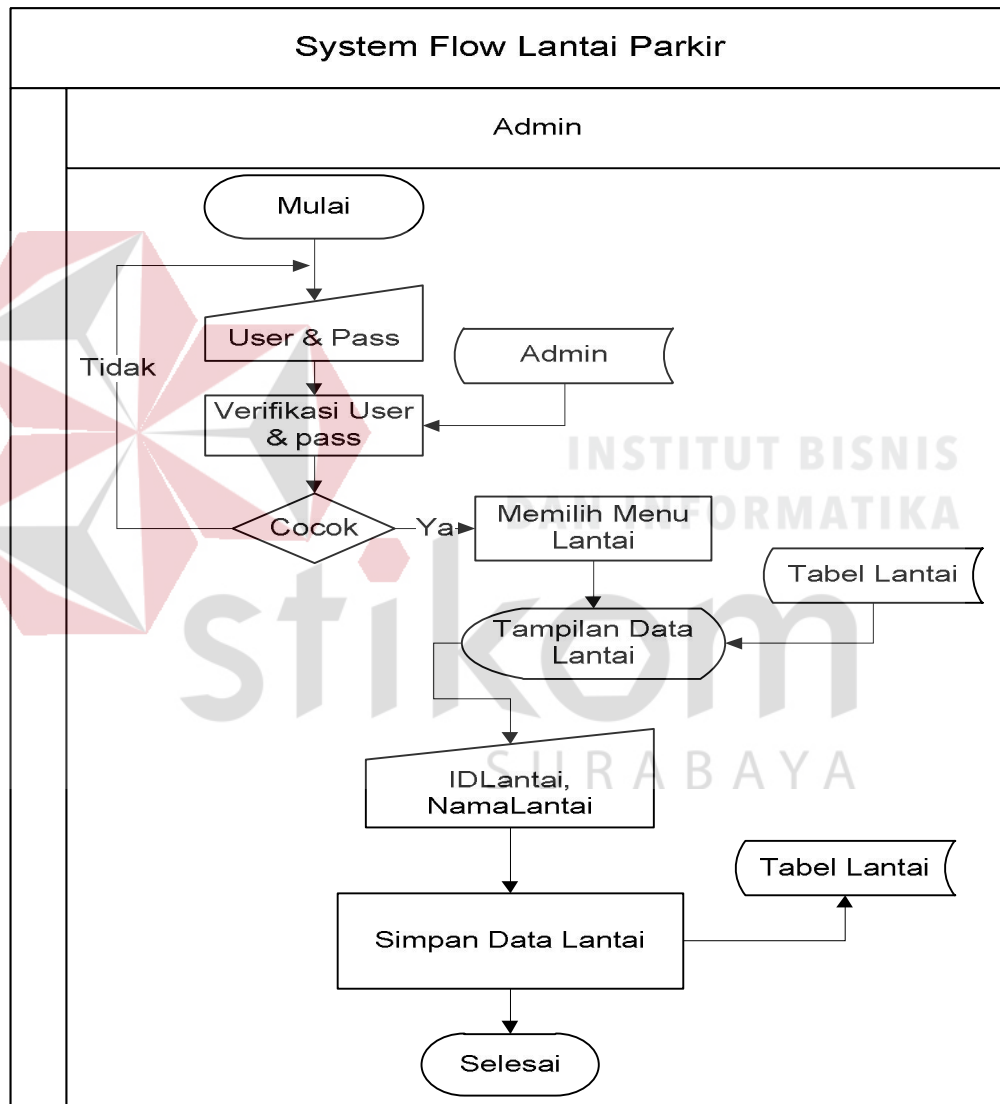 System Flow Lantai Parkir
Admin
Mulai
User & Pass
Admin
Tidak
Verifikasi User
& pass
INSTITUT BISNIS
DAN INFORMATIKA
Cocok
Ya
Memilih Menu
Lantai
Tabel Lantai
Tampilan Data
Lantai
stikom
SURABAYA
IDLantai,
NamaLantai
Tabel Lantai
Simpan Data Lantai
Selesai